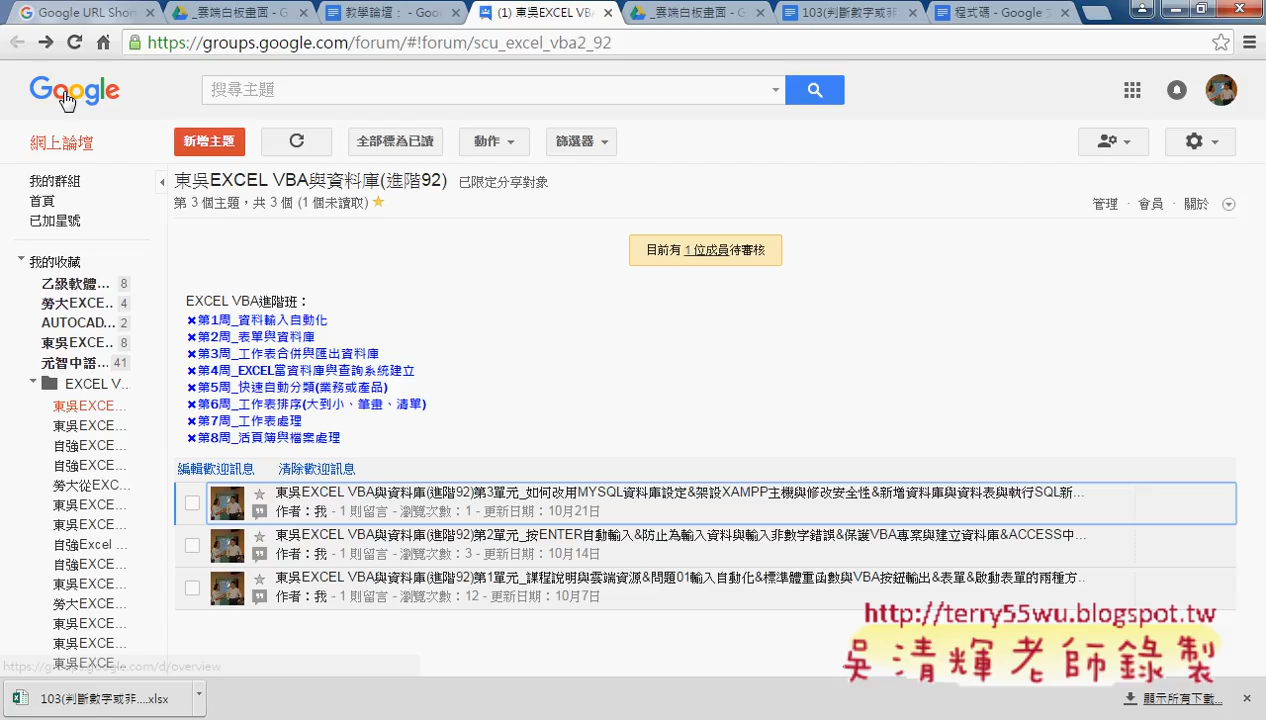 Google URL Shor
_雲端白板畫面 - G
教學論壇： - Goog
(1) 東吳EXCEL VB
_雲端白板畫面 - G
103(判斷數字或非
程式碼 - Google 文
https://groups.google.com/forum/#!forum/scu_excel_vba2_92
Google
搜尋主題
網上論壇
新增主題
全部標為已讀
動作
篩選器
我的群組
首頁
已加星號
東吳EXCEL VBA與資料庫(進階92) 已限定分享對象
第 3 個主題，共 3 個 (1 個未讀取)
管理 · 會員 · 關於
目前有 1 位成員待審核
我的收藏
乙級軟體... 8
勞大EXCE.. 4
AUTOCAD... 2
東吳EXCE... 8
元智中語... 41
EXCEL V...
東吳EXCE...
東吳EXCE...
自強EXCE...
自強EXCE...
勞大從EXC...
東吳EXCE...
東吳EXCE...
自強Excel ...
自強EXCE...
東吳EXCE...
勞大EXCE...
東吳EXCE...
東吳EXCE...
東吳EXCE...
EXCEL VBA進階班：
第1周_資料輸入自動化
第2周_表單與資料庫
第3周_工作表合併與匯出資料庫
第4周_EXCEL當資料庫與查詢系統建立
第5周_快速自動分類(業務或產品)
第6周_工作表排序(大到小、筆畫、清單)
第7周_工作表處理
第8周_活頁簿與檔案處理
編輯歡迎訊息 清除歡迎訊息
東吳EXCEL VBA與資料庫(進階92)第3單元_如何改用MYSQL資料庫設定&架設XAMPP主機與修改安全性&新增資料庫與資料表與執行SQL新...
作者：我 - 1 則留言 - 瀏覽次數：1 - 更新日期：10月21日
東吳EXCEL VBA與資料庫(進階92)第2單元_按ENTER自動輸入&防止為輸入資料與輸入非數字錯誤&保護VBA專案與建立資料庫&ACCESS中...
作者：我 - 1 則留言 - 瀏覽次數：3 - 更新日期：10月14日
東吳EXCEL VBA與資料庫(進階92)第1單元_課程說明與雲端資源&問題01輸入自動化&標準體重函數與VBA按鈕輸出&表單&啟動表單的兩種方...
作者：我 - 1 則留言 - 瀏覽次數：12 - 更新日期：10月7日
http://terry55wu.blogspot.tw
吳清輝老師錄製
https://groups.google.com/d/overview
103(判斷數字或非....xlsx
顯示所有下載...